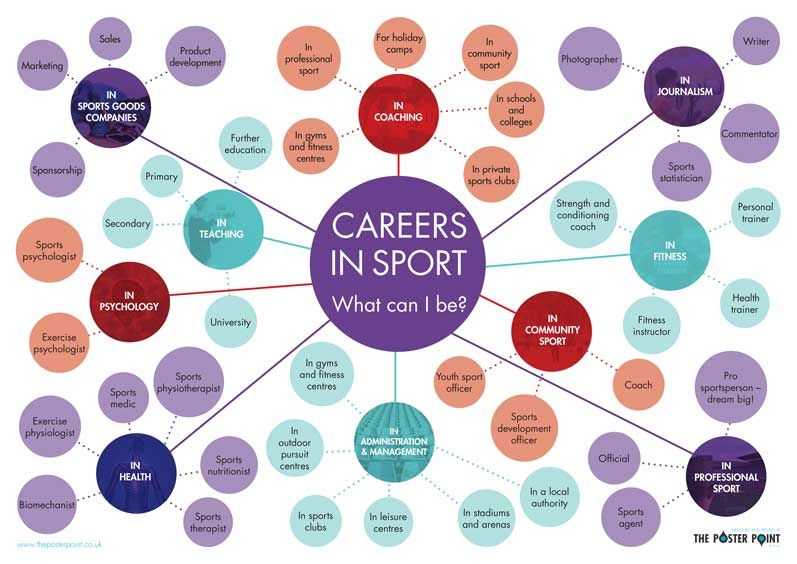 CAREERS
IN SPORT
What can I be?
IN
SPORTS GOODS
COMPANIES
Marketing
Sales
Product
development
Sponsorship
IN
COACHING
In
professional
sport
For holiday
camps
In
community
sport
In schools
and
colleges
In private
sports clubs
In gyms
and fitness
centres
IN
JOURNALISM
Photographer
Writer
Commentator
Sports
statistician
IN
TEACHING
Further
education
Primary
Secondary
University
IN
FITNESS
Strength and
conditioning
coach
Personal
trainer
Health
trainer
Fitness
instructor
IN
PSYCHOLOGY
Sports
psychologist
Exercise
psychologist
IN
COMMUNITY
SPORT
Youth sport
officer
Sports
development
officer
Coach
IN
HEALTH
Sports
physiotherapist
Sports
medic
Exercise
physiologist
Biomechanist
Sports
nutritionist
Sports
therapist
IN
ADMINISTRATION
& MANAGEMENT
In gyms
and fitness
centres
In
outdoor
pursuit
centres
In sports
clubs
In leisure
centres
In stadiums
and arenas
In a local
authority
IN
PROFESSIONAL
SPORT
Pro
sportsperson –
dream big!
Official
Sports
agent
www.theposterpoint.co.uk
THE POSTER POINT